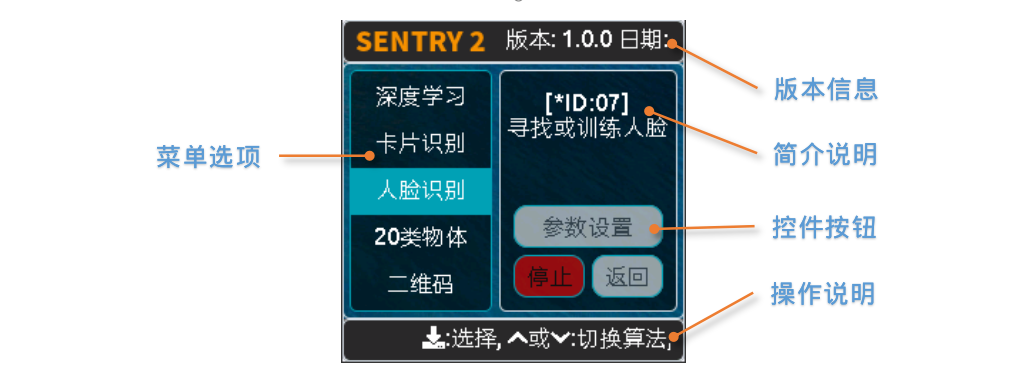 SENTRY 2 版本: 1.0.0 日期:
深度学习
卡片识别
人脸识别
20类物体
二维码
[*ID:07]
寻找或训练人脸
参数设置
停止 返回
:选择, 或:切换算法,
菜单选项
版本信息
简介说明
控件按钮
操作说明